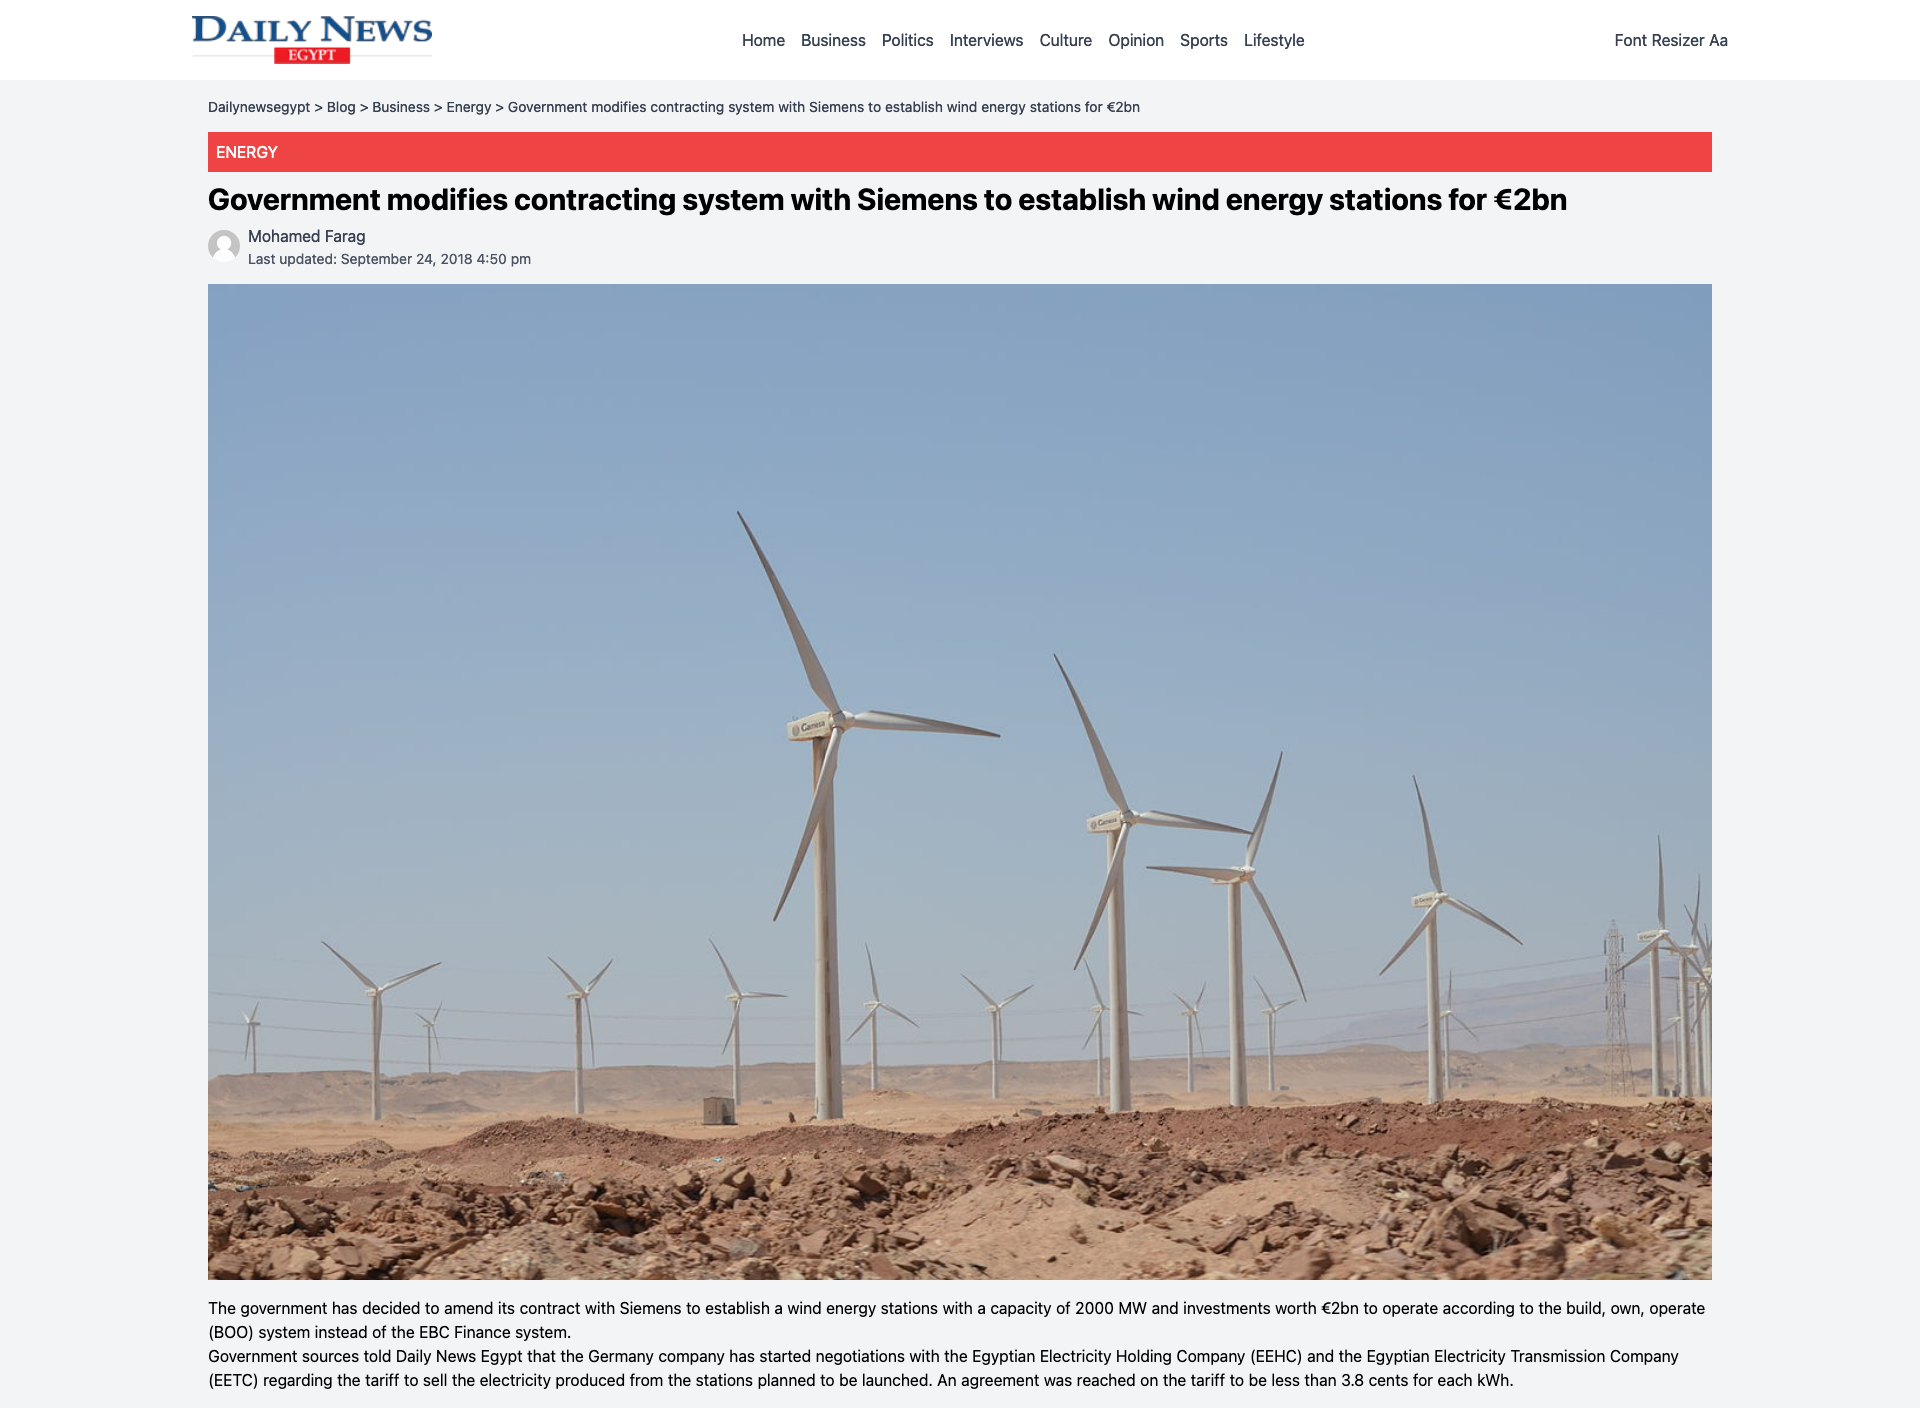 DAILY NEWS
EGYPT
Home Business Politics Interviews Culture Opinion Sports Lifestyle
Font Resizer Aa
Dailynewsegypt > Blog > Business > Energy > Government modifies contracting system with Siemens to establish wind energy stations for €2bn
ENERGY
Government modifies contracting system with Siemens to establish wind energy stations for €2bn
Mohamed Farag
Last updated: September 24, 2018 4:50 pm
Gamesa
Gamesa
The government has decided to amend its contract with Siemens to establish a wind energy stations with a capacity of 2000 MW and investments worth €2bn to operate according to the build, own, operate
(BOO) system instead of the EBC Finance system.
Government sources told Daily News Egypt that the Germany company has started negotiations with the Egyptian Electricity Holding Company (EEHC) and the Egyptian Electricity Transmission Company
(EETC) regarding the tariff to sell the electricity produced from the stations planned to be launched. An agreement was reached on the tariff to be less than 3.8 cents for each kWh.